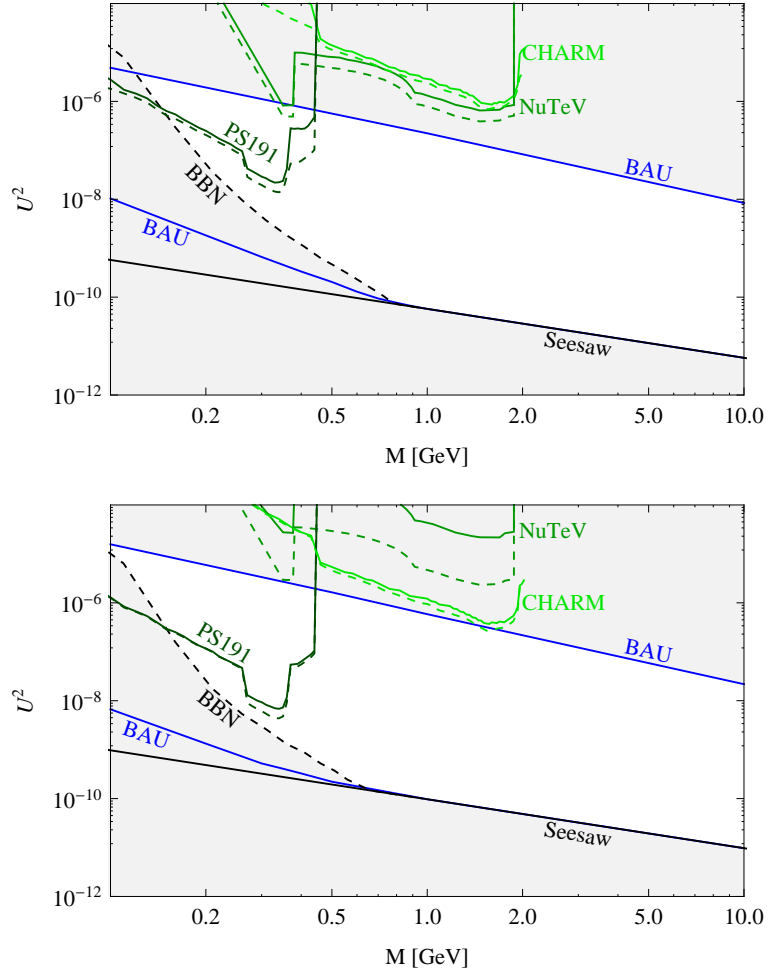 CHARM
10⁻⁶
NuTeV
PS191
BAU
BBN
U²
10⁻⁸
BAU
10⁻¹⁰
Seesaw
10⁻¹²
0.2 0.5 1.0 2.0 5.0 10.0
M [GeV]
NuTeV
10⁻⁶
CHARM
PS191
BAU
BBN
U²
10⁻⁸
BAU
10⁻¹⁰
Seesaw
10⁻¹²
0.2 0.5 1.0 2.0 5.0 10.0
M [GeV]